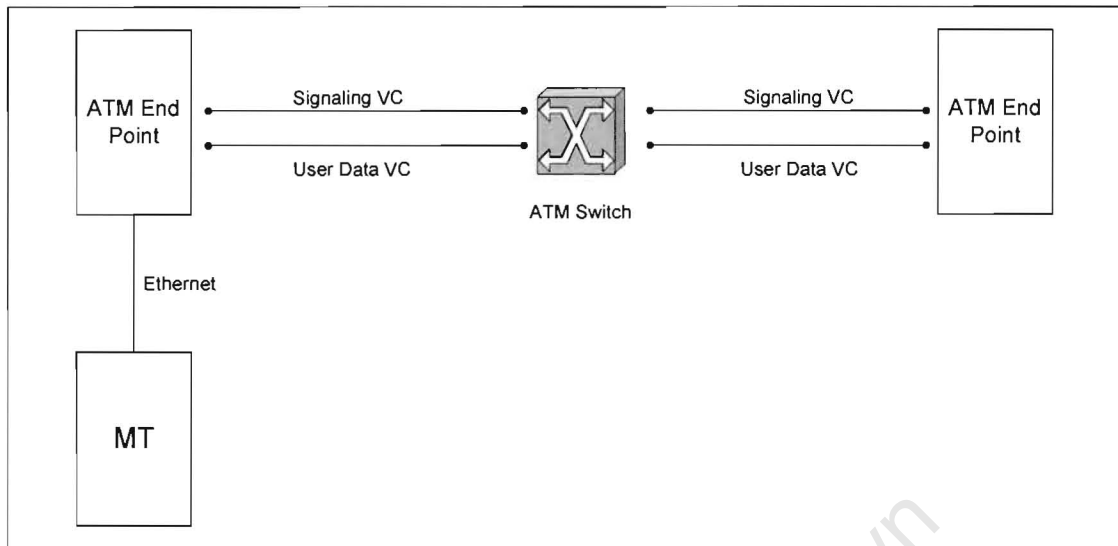 ATM End
Point
Signaling VC
User Data VC
ATM Switch
Signaling VC
User Data VC
ATM End
Point
Ethernet
MT